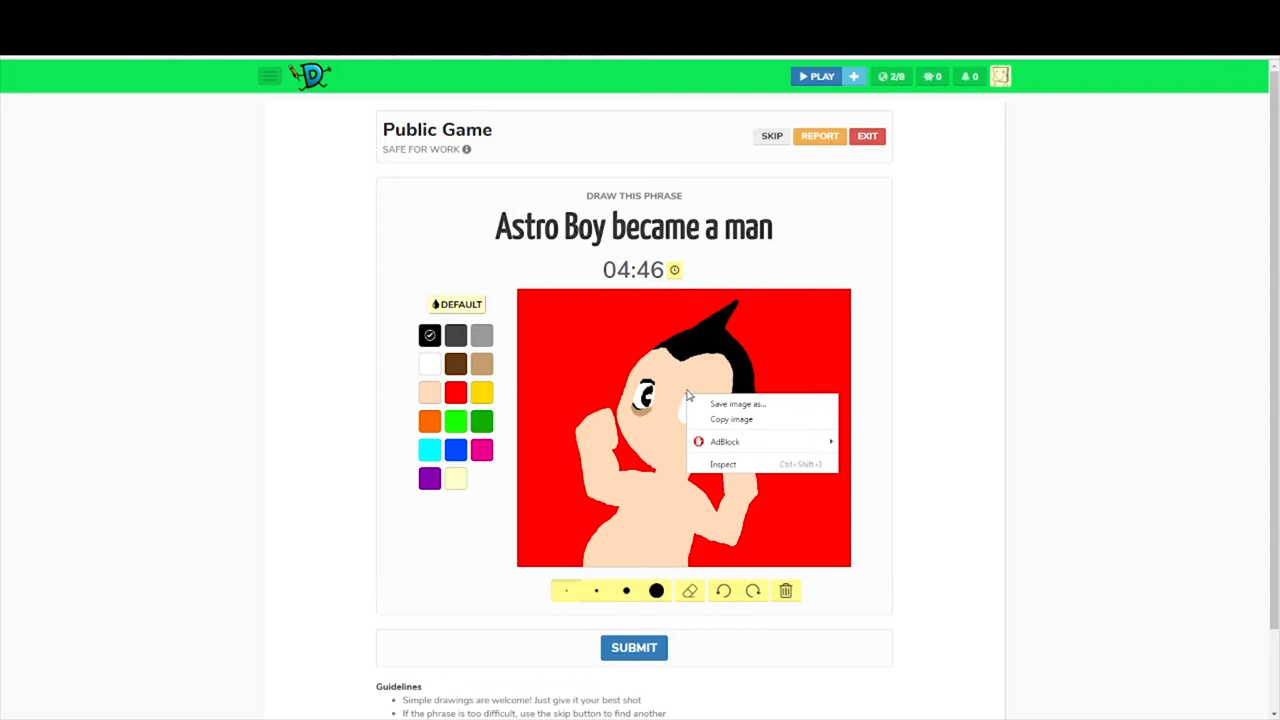 D
PLAY
2/8
0
0
Public Game
SAFE FOR WORK
SKIP
REPORT
EXIT
DRAW THIS PHRASE
Astro Boy became a man
04:46
DEFAULT
Save image as...
Copy image
AdBlock
Inspect Ctrl+Shift+I
SUBMIT
Guidelines
Simple drawings are welcome! Just give it your best shot
If the phrase is too difficult, use the skip button to find another